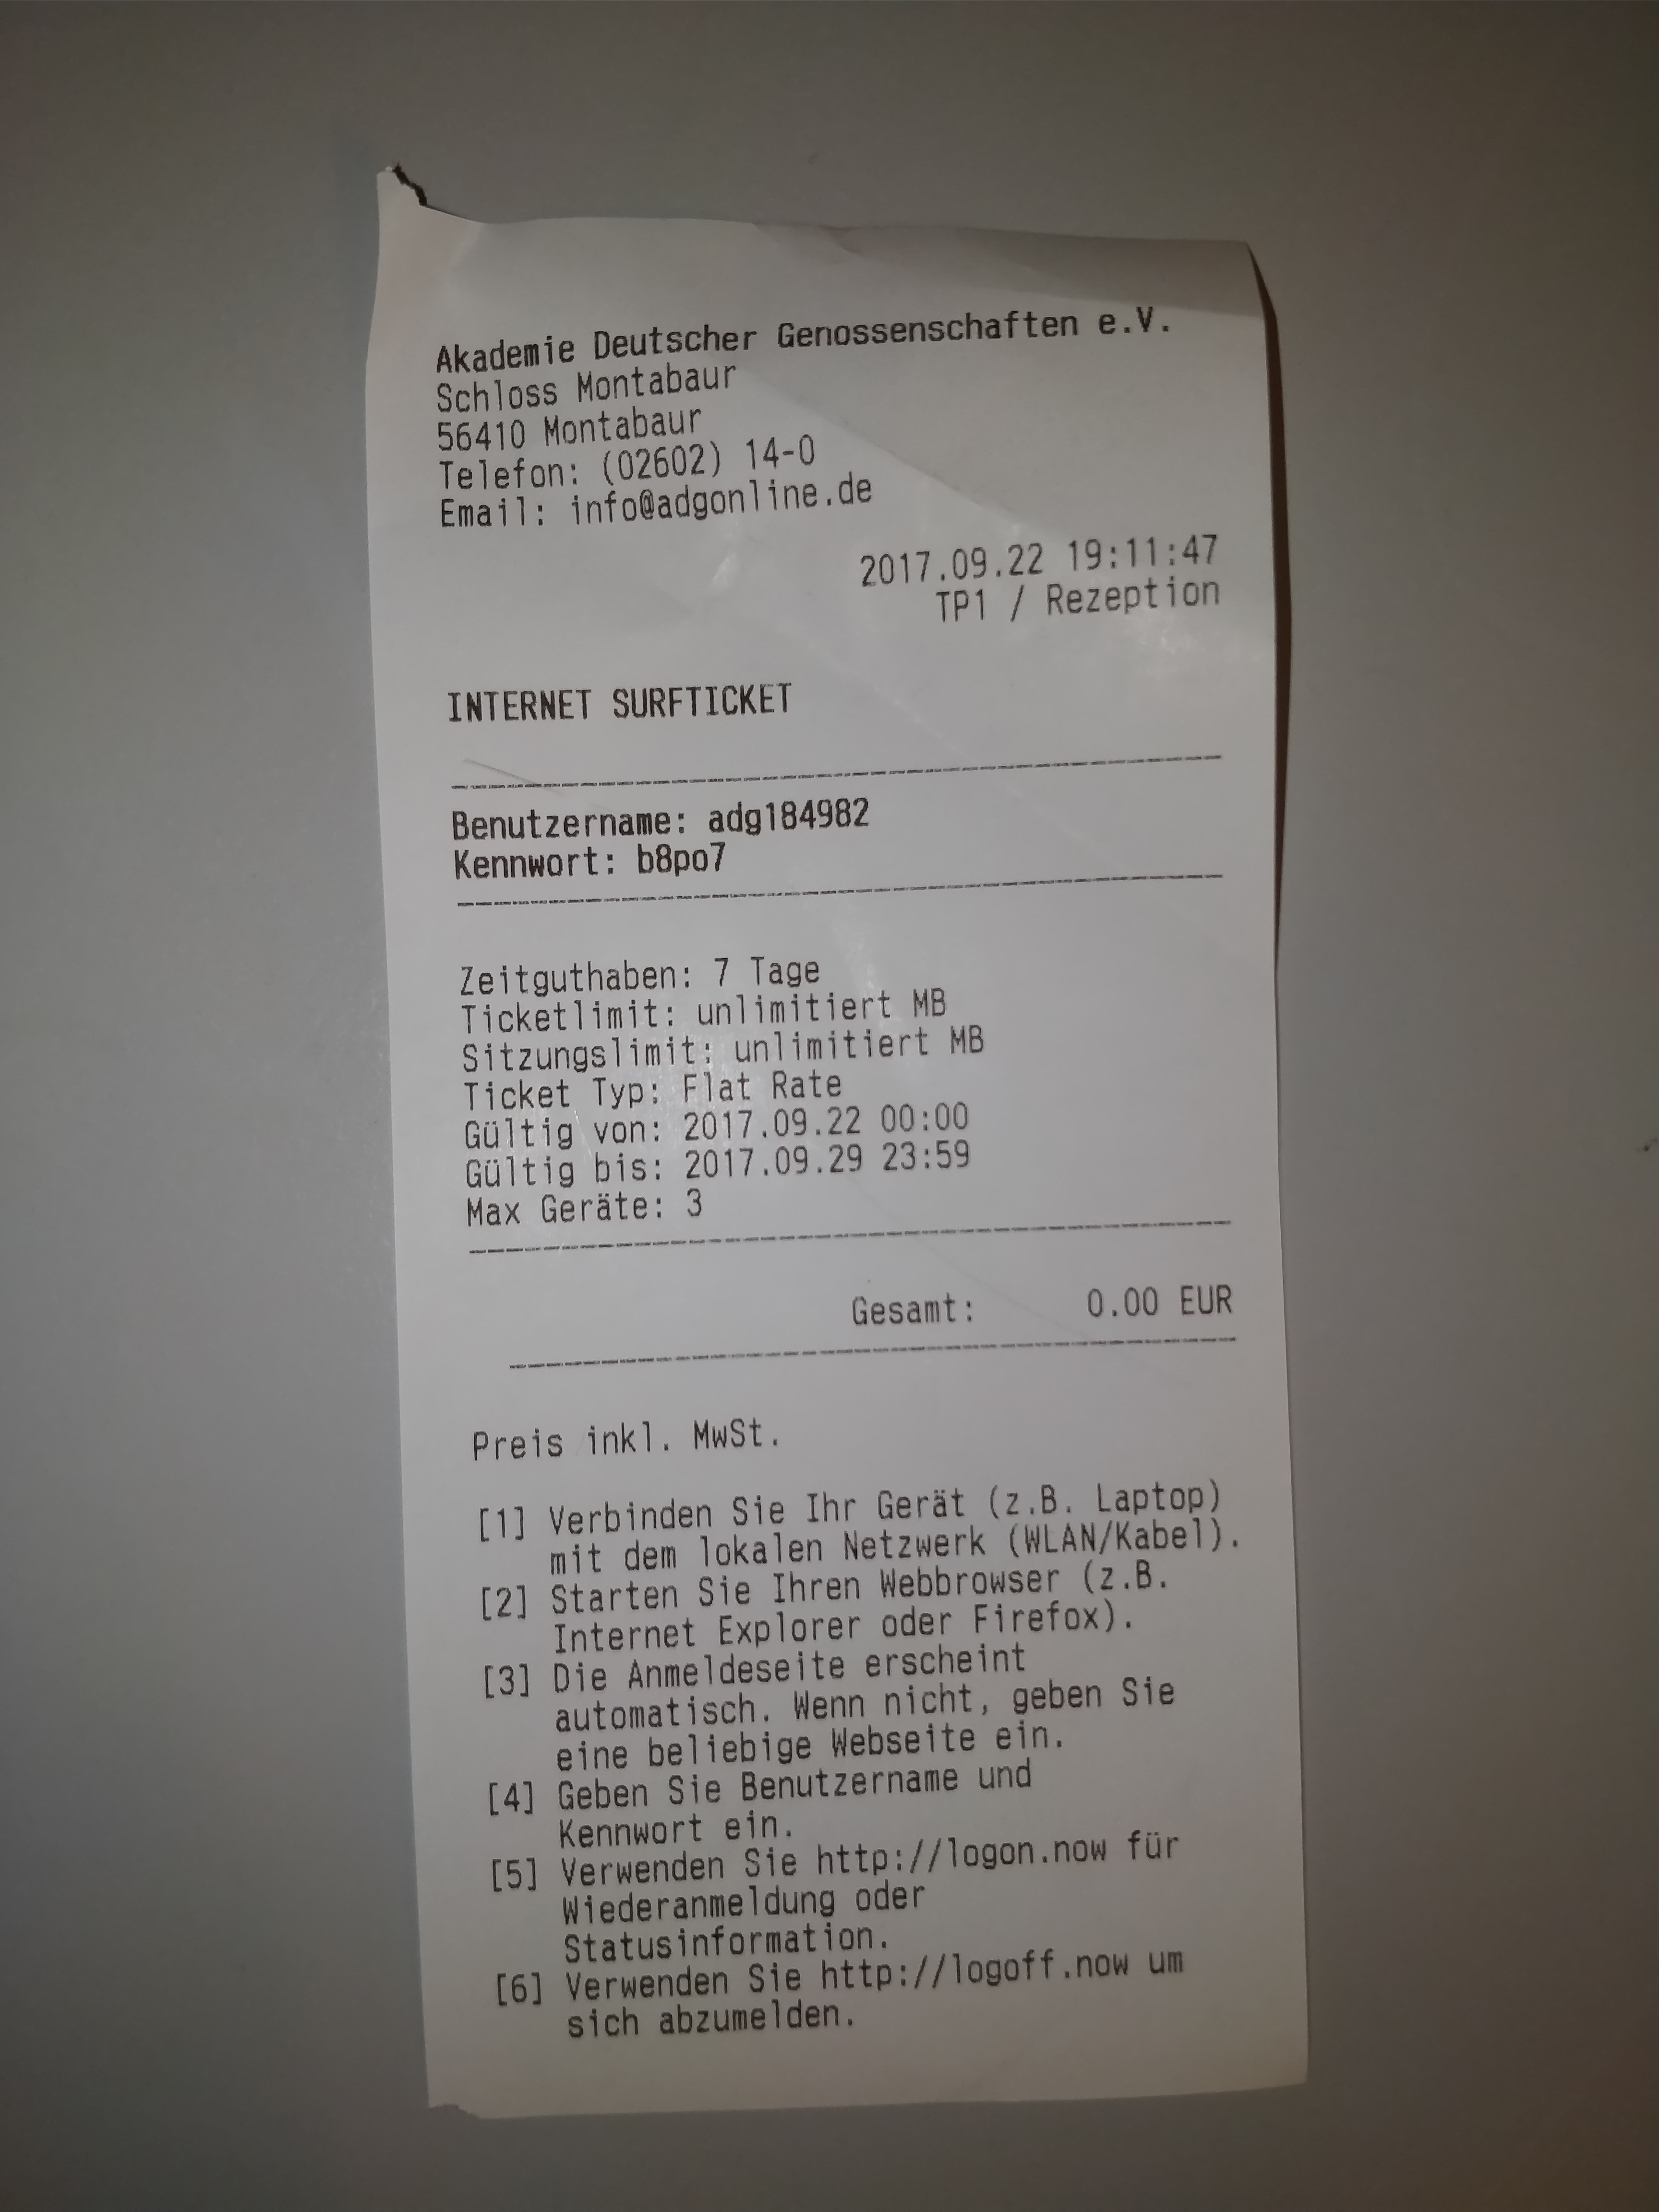 Akademie Deutscher Genossenschaften e.V.
Schloss Montabaur
56410 Montabaur
Telefon: (02602) 14-0
Email: info@adgonline.de
2017.09.22 19:11:47
TP1 / Rezeption
INTERNET SURFTICKET
Benutzername: adg184982
Kennwort: b8po7
Zeitguthaben: 7 Tage
Ticketlimit: unlimitiert MB
Sitzungslimit: unlimitiert MB
Ticket Typ: Flat Rate
Gültig von: 2017.09.22 00:00
Gültig bis: 2017.09.29 23:59
Max Geräte: 3
Gesamt: 0.00 EUR
Preis inkl. MwSt.
[1] Verbinden Sie Ihr Gerät (z.B. Laptop)
mit dem lokalen Netzwerk (WLAN/Kabel).
[2] Starten Sie Ihren Webbrowser (z.B.
Internet Explorer oder Firefox).
[3] Die Anmeldeseite erscheint
automatisch. Wenn nicht, geben Sie
eine beliebige Webseite ein.
[4] Geben Sie Benutzername und
Kennwort ein.
[5] Verwenden Sie http://logon.now für
Wiederanmeldung oder
Statusinformation.
[6] Verwenden Sie http://logoff.now um
sich abzumelden.